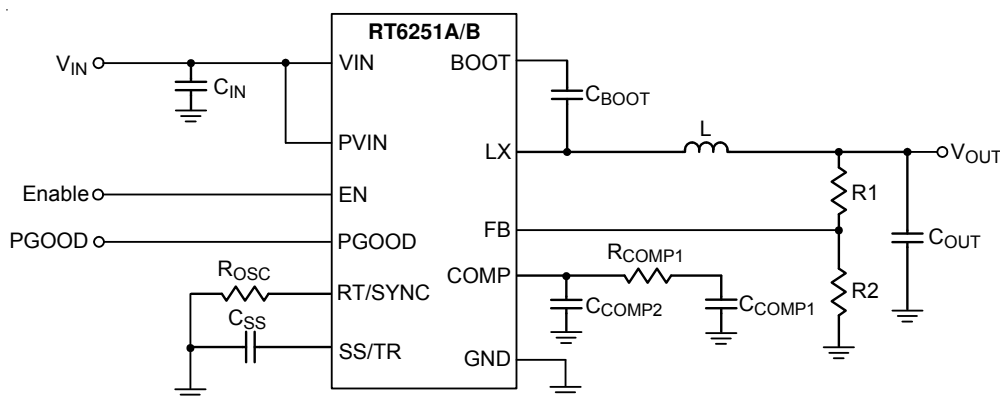 RT6251A/B
VIN
VIN
BOOT
CIN
CBOOT
PVIN
LX
L
VOUT
Enable
EN
R1
PGOOD
PGOOD
FB
COUT
ROSC
RT/SYNC
COMP
RCOMP1
R2
CCOMP2
CCOMP1
CSS
SS/TR
GND